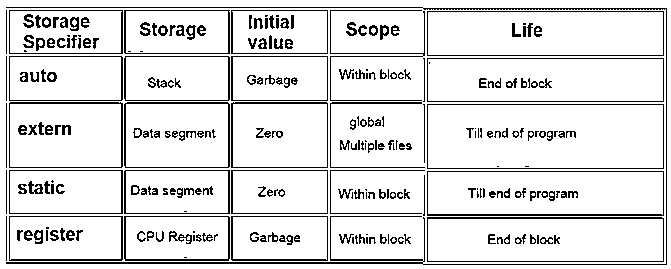 Storage Specifier Storage Initial value Scope Life
auto Stack Garbage Within block End of block
extern Data segment Zero global Multiple files Till end of program
static Data segment Zero Within block Till end of program
register CPU Register Garbage Within block End of block